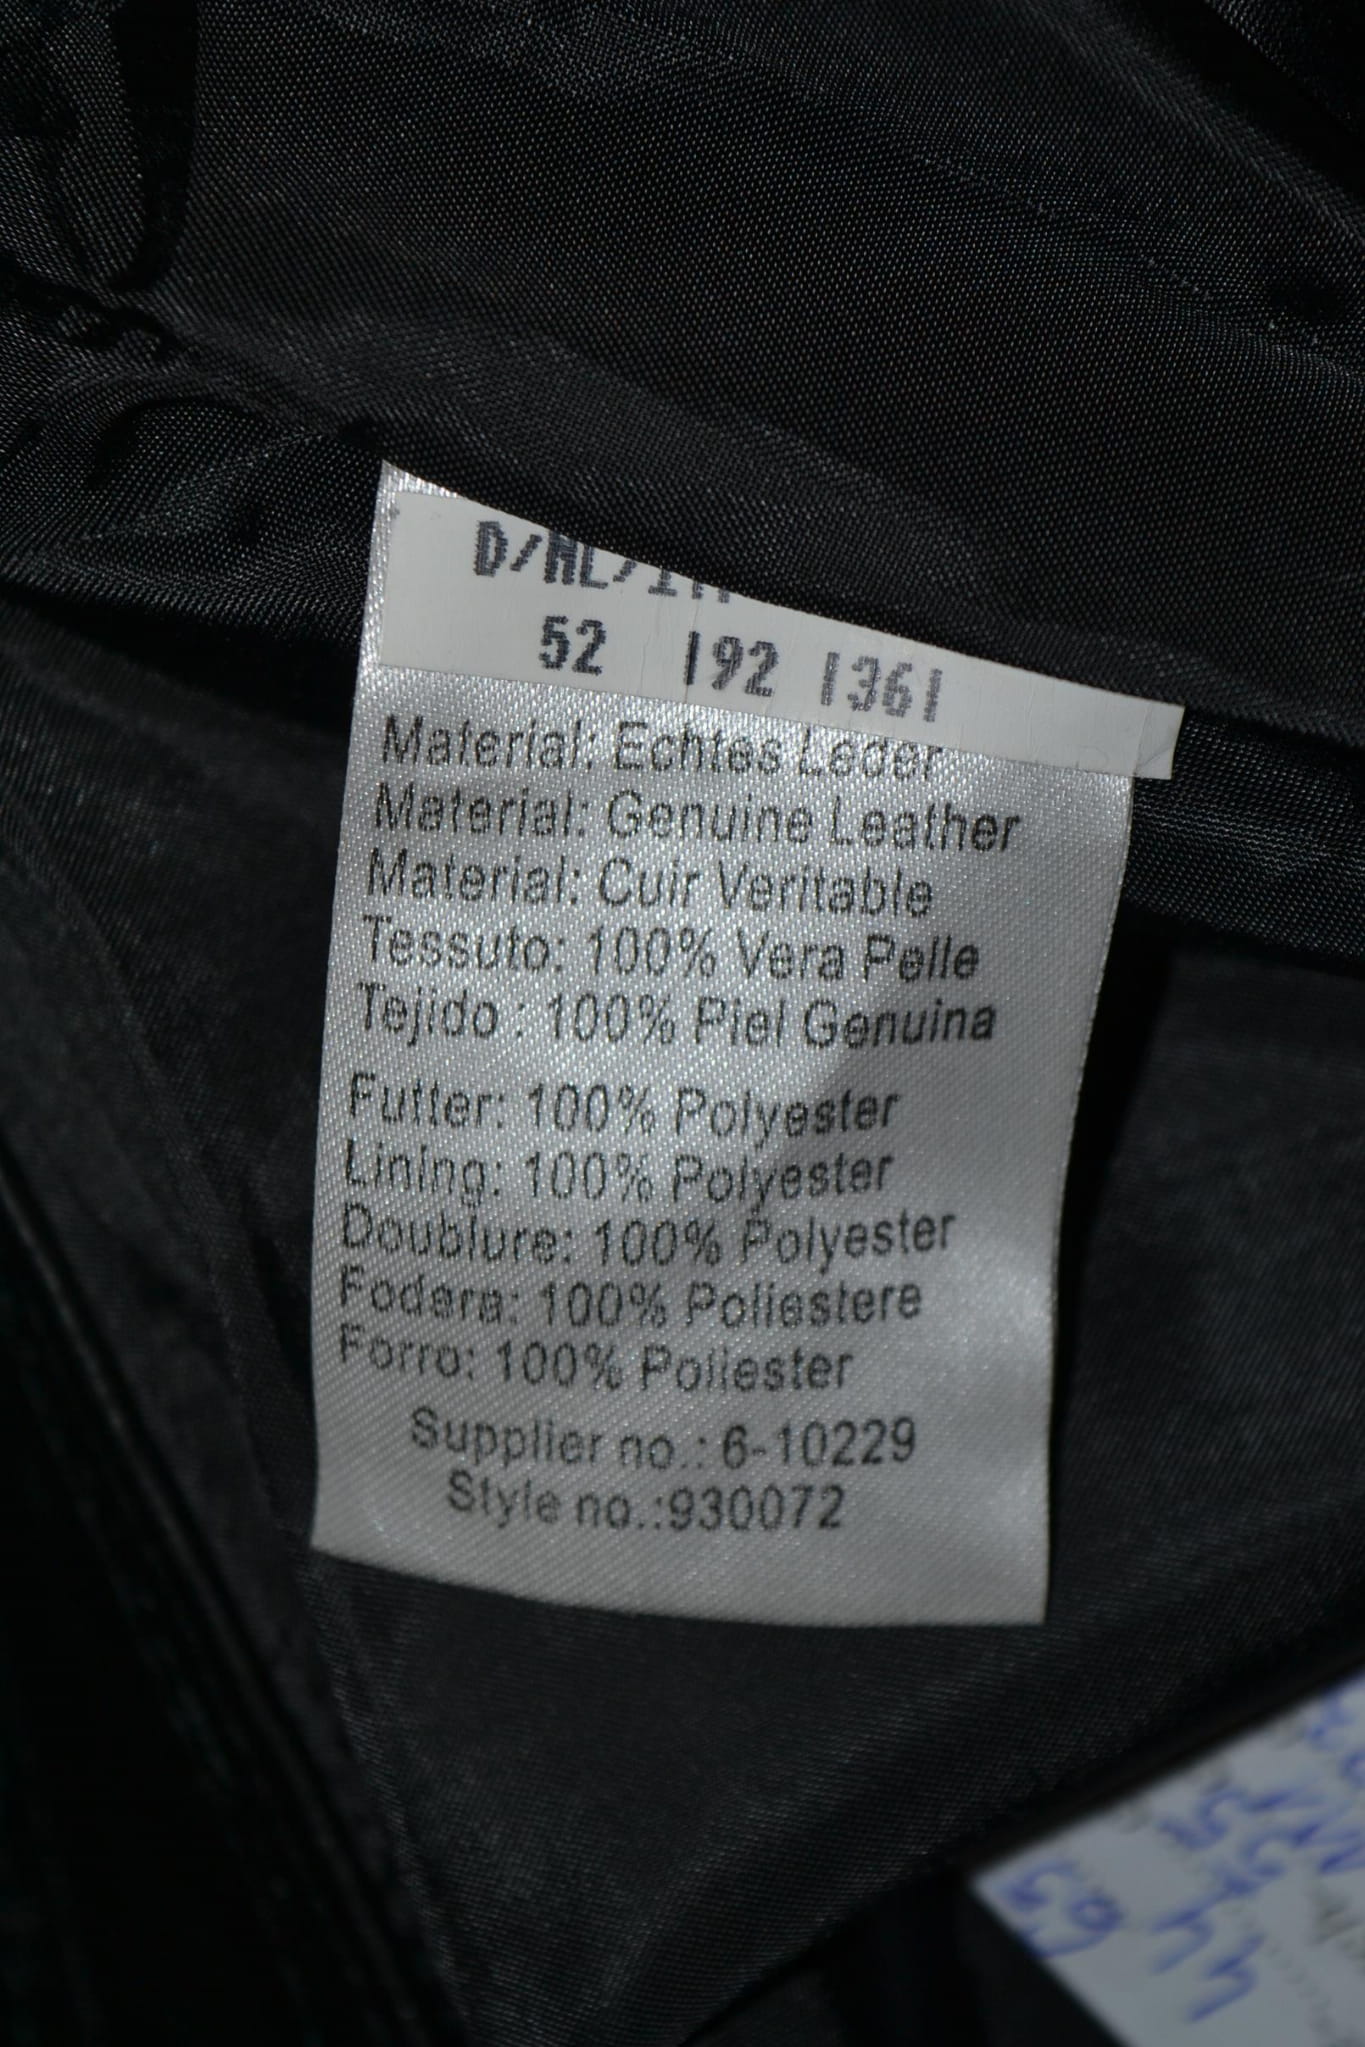 52 192 1361
Material: Echtes Leder
Material: Genuine Leather
Material: Cuir Veritable
Tessuto: 100% Vera Pelle
Tejido : 100% Piel Genuina
Futter: 100% Polyester
Lining: 100% Polyester
Doublure: 100% Polyester
Fodera: 100% Poliestere
Forro: 100% Poliester
Supplier no.: 6-10229
Style no.:930072